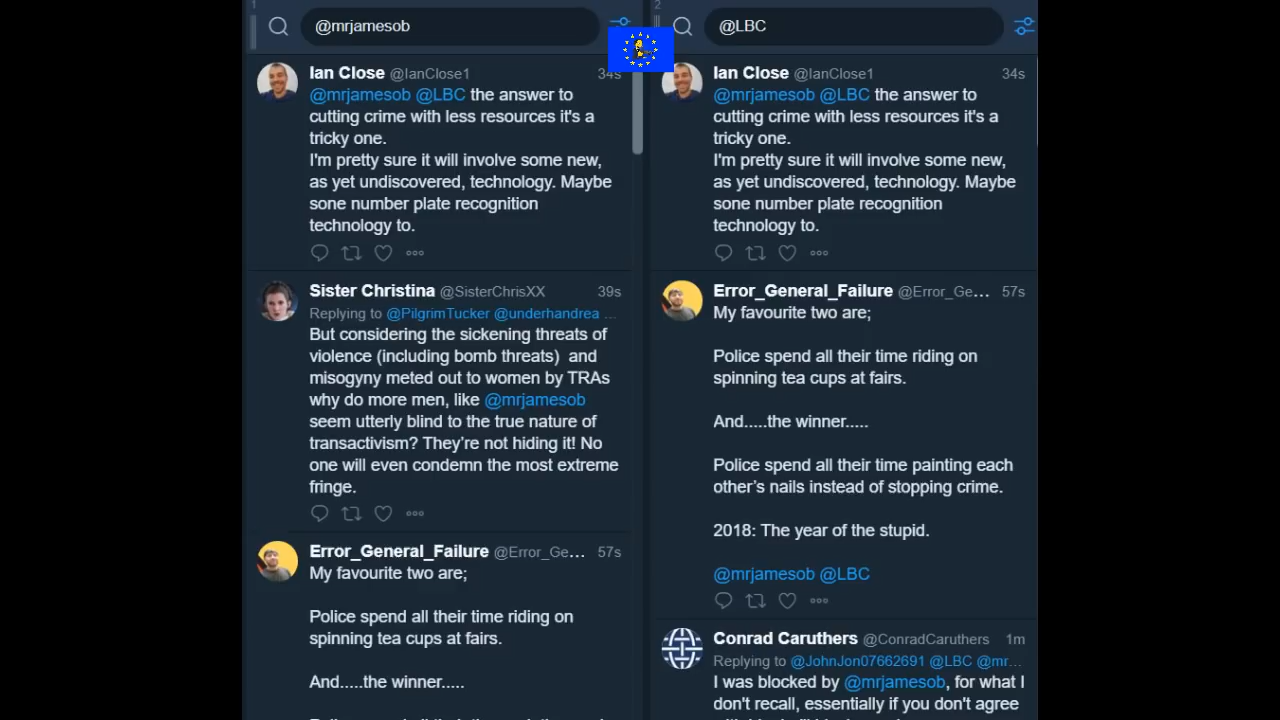 1
@mrjamesob
Ian Close @IanClose1 34s
@mrjamesob @LBC the answer to
cutting crime with less resources it's a
tricky one.
I'm pretty sure it will involve some new,
as yet undiscovered, technology. Maybe
sone number plate recognition
technology to.
Sister Christina @SisterChrisXX 39s
Replying to @PilgrimTucker @underhandrea ...
But considering the sickening threats of
violence (including bomb threats)  and
misogyny meted out to women by TRAs
why do more men, like @mrjamesob
seem utterly blind to the true nature of
transactivism? They’re not hiding it! No
one will even condemn the most extreme
fringe.
Error_General_Failure @Error_Ge... 57s
My favourite two are;
Police spend all their time riding on
spinning tea cups at fairs.
And.....the winner.....
2
@LBC
Ian Close @IanClose1 34s
@mrjamesob @LBC the answer to
cutting crime with less resources it's a
tricky one.
I'm pretty sure it will involve some new,
as yet undiscovered, technology. Maybe
sone number plate recognition
technology to.
Error_General_Failure @Error_Ge... 57s
My favourite two are;
Police spend all their time riding on
spinning tea cups at fairs.
And.....the winner.....
Police spend all their time painting each
other’s nails instead of stopping crime.
2018: The year of the stupid.
@mrjamesob @LBC
Conrad Caruthers @ConradCaruthers 1m
Replying to @JohnJon07662691 @LBC @mr...
I was blocked by @mrjamesob, for what I
don't recall, essentially if you don't agree